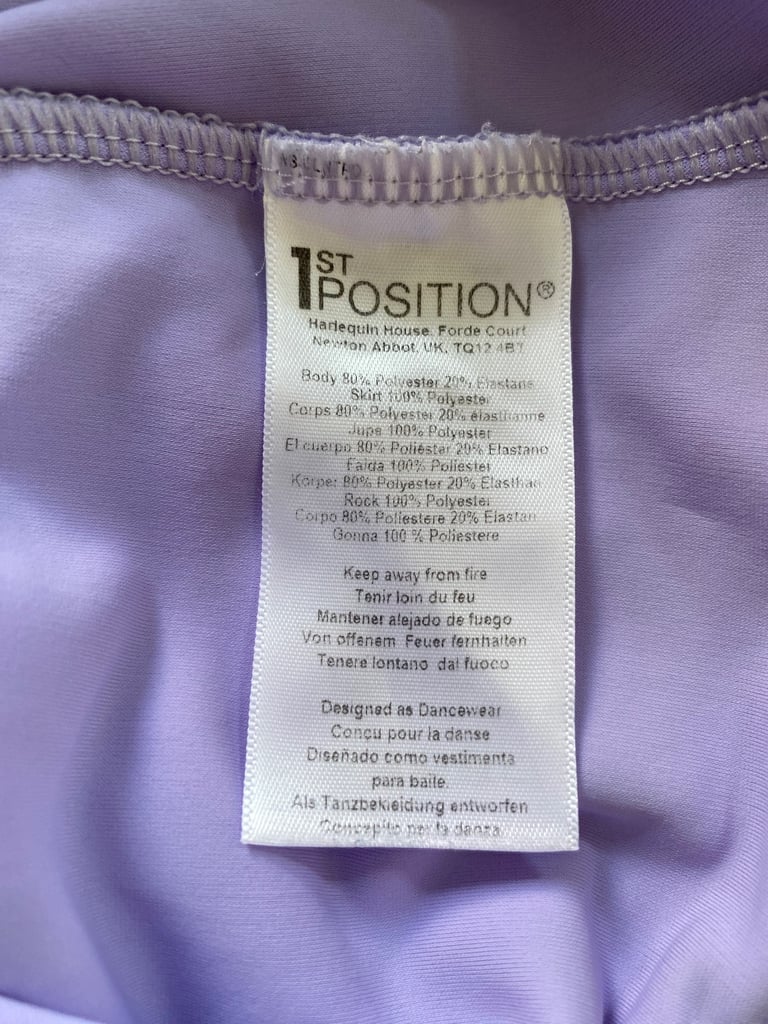 1ST POSITION®
Harlequin House. Forde Court
Newton Abbot, UK, TQ12 4BT
Body 80% Polyester 20% Elastane
Skirt 100% Polyester
Corps 80% Polyester 20% élasthanne
Jupe 100% Polyester
El cuerpo 80% Poliéster 20% Elastano
Falda 100% Poliester
Körper 80% Polyester 20% Elasthan
Rock 100% Polyester
Corpo 80% Poliestere 20% Elastan
Gonna 100 % Poliestere
Keep away from fire
Tenir loin du feu
Mantener alejado de fuego
Von offenem Feuer fernhalten
Tenere lontano dal fuoco
Designed as Dancewear
Conçu pour la danse
Diseñado como vestimenta
para baile.
Als Tanzbekleidung entworfen
Concepito per la danza